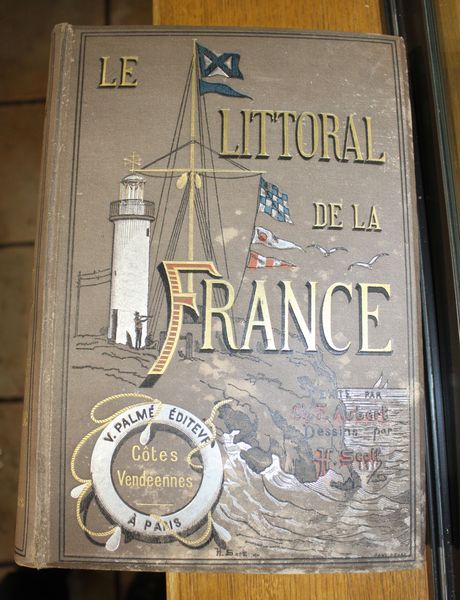 LE
LITTORAL
DE LA
FRANCE
TEXTE PAR
Ch. F. Aubert
Dessins par
H. Scott
V. PALMÉ ÉDITEUR
Côtes
Vendéennes
À PARIS